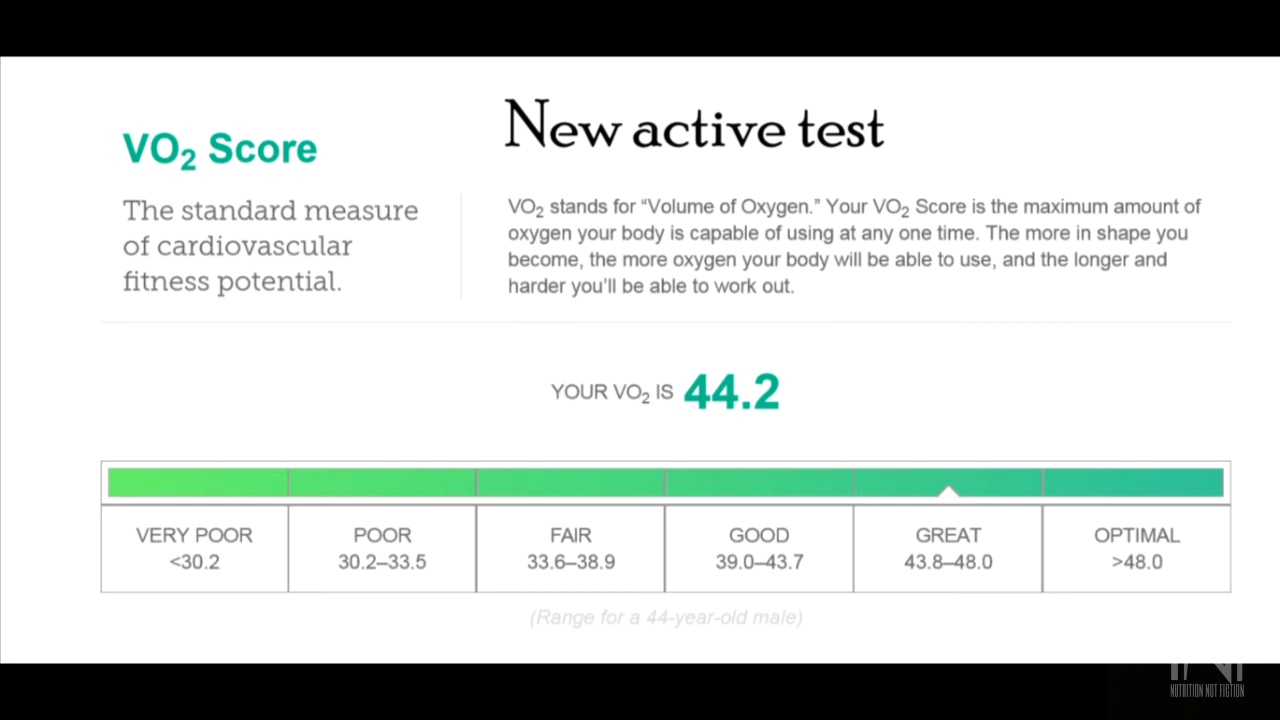 New active test
VO₂ Score
The standard measure
of cardiovascular
fitness potential.
VO₂ stands for “Volume of Oxygen.” Your VO₂ Score is the maximum amount of
oxygen your body is capable of using at any one time. The more in shape you
become, the more oxygen your body will be able to use, and the longer and
harder you’ll be able to work out.
YOUR VO₂ IS 44.2
VERY POOR POOR FAIR GOOD GREAT OPTIMAL
<30.2 30.2–33.5 33.6–38.9 39.0–43.7 43.8–48.0 >48.0
(Range for a 44-year-old male)
NUTRITION NOT FICTION